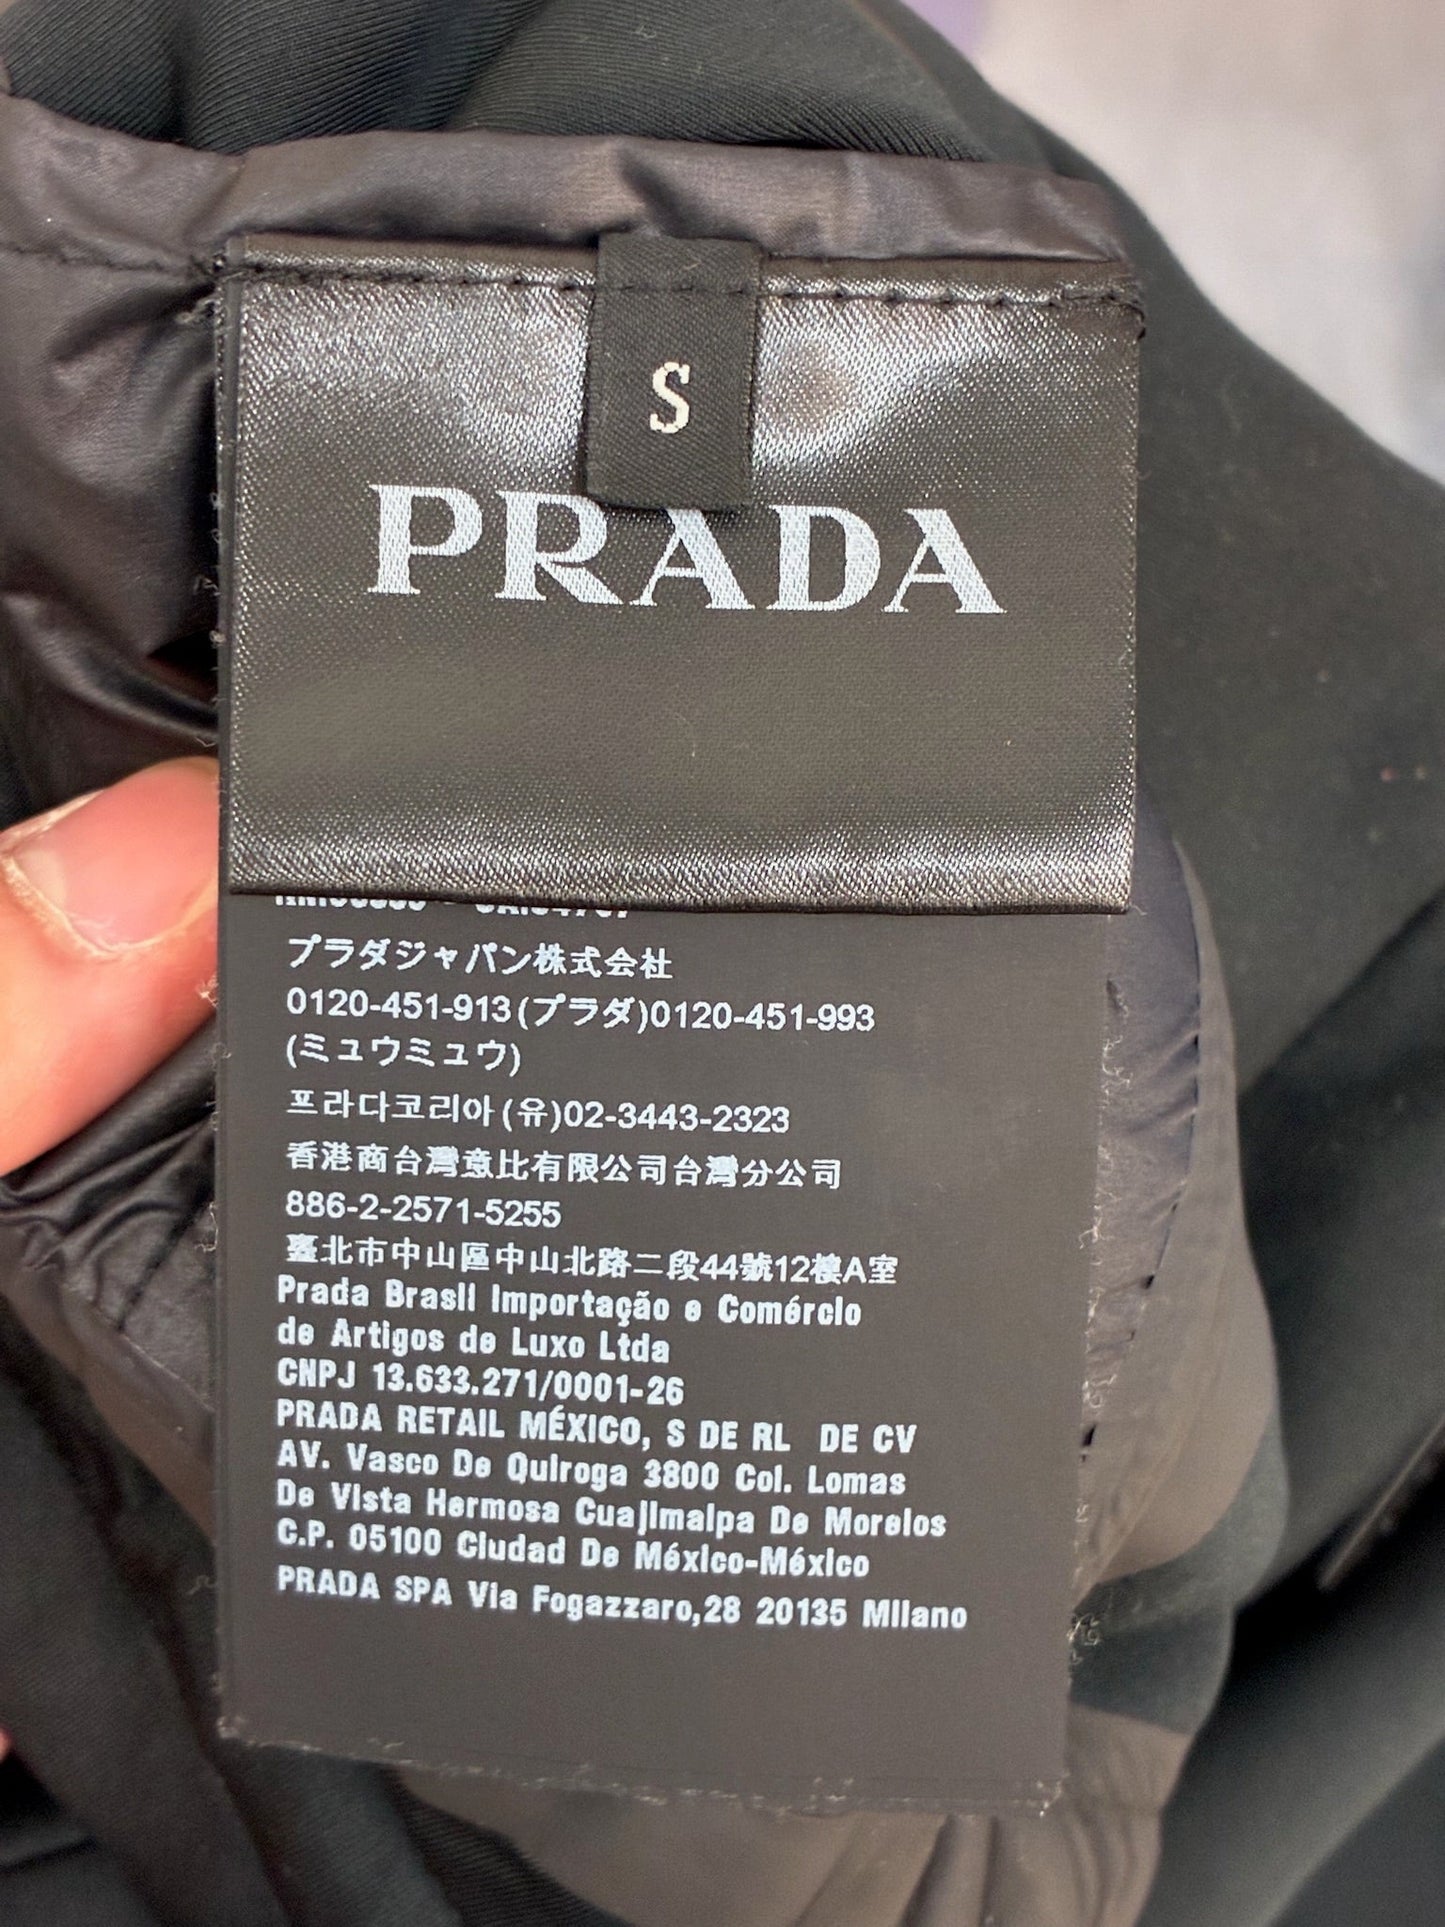 S
PRADA
プラダジャパン株式会社
0120-451-913(プラダ)0120-451-993
(ミュウミュウ)
프라다코리아(유)02-3443-2323
香港商台灣意比有限公司台灣分公司
886-2-2571-5255
臺北市中山區中山北路二段44號12樓A室
Prada Brasil Importação e Comércio
de Artigos de Luxo Ltda
CNPJ 13.633.271/0001-26
PRADA RETAIL MÉXICO, S DE RL DE CV
AV. Vasco De Quiroga 3800 Col. Lomas
De Vista Hermosa Cuajimalpa De Morelos
C.P. 05100 Ciudad De México-México
PRADA SPA Via Fogazzaro,28 20135 Milano